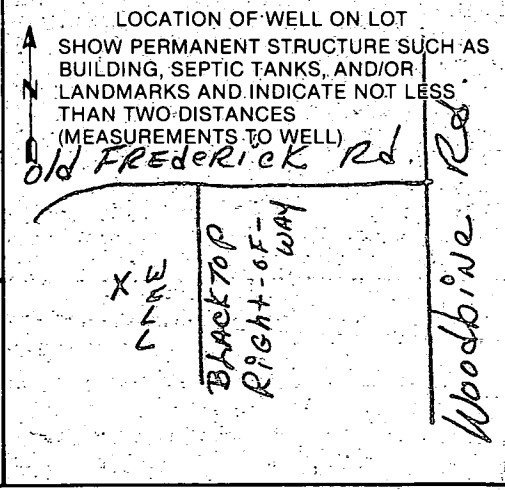 LOCATION OF WELL ON LOT
SHOW PERMANENT STRUCTURE SUCH AS
BUILDING, SEPTIC TANKS, AND/OR
N LANDMARKS AND INDICATE NOT LESS
THAN TWO DISTANCES
(MEASUREMENTS TO WELL)
Old FREdeRicK Rd.
Woodbine Rd.
X
BLACKTOP
Right-oF-
WAY